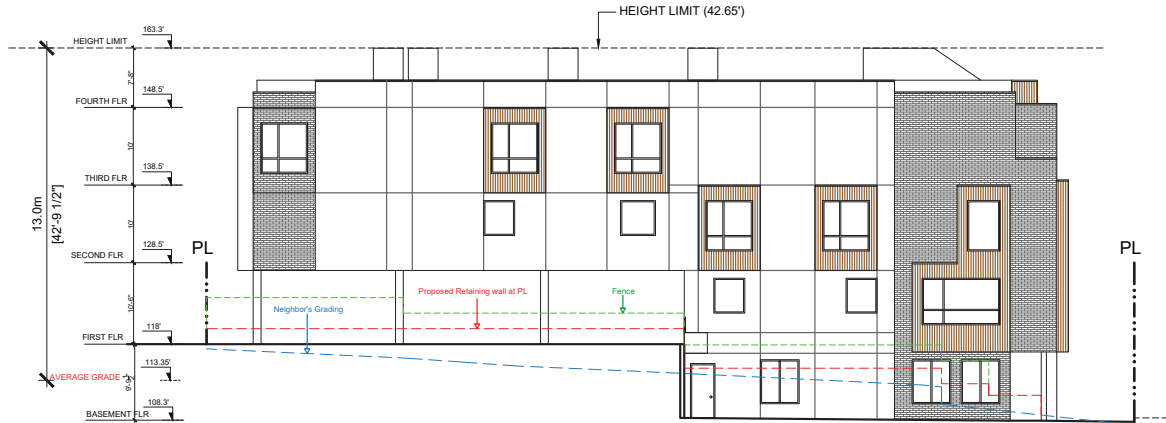 HEIGHT LIMIT (42.65')
HEIGHT LIMIT
163.3'
7'-8"
FOURTH FLR
148.5'
10'
THIRD FLR
138.5'
13.0m
[42'-9 1/2"]
10'
PL
PL
SECOND FLR
128.5'
10'-6"
Proposed Retaining wall at PL
Fence
Neighbor's Grading
FIRST FLR
118'
AVERAGE GRADE
113.35'
BASEMENT FLR
108.3'